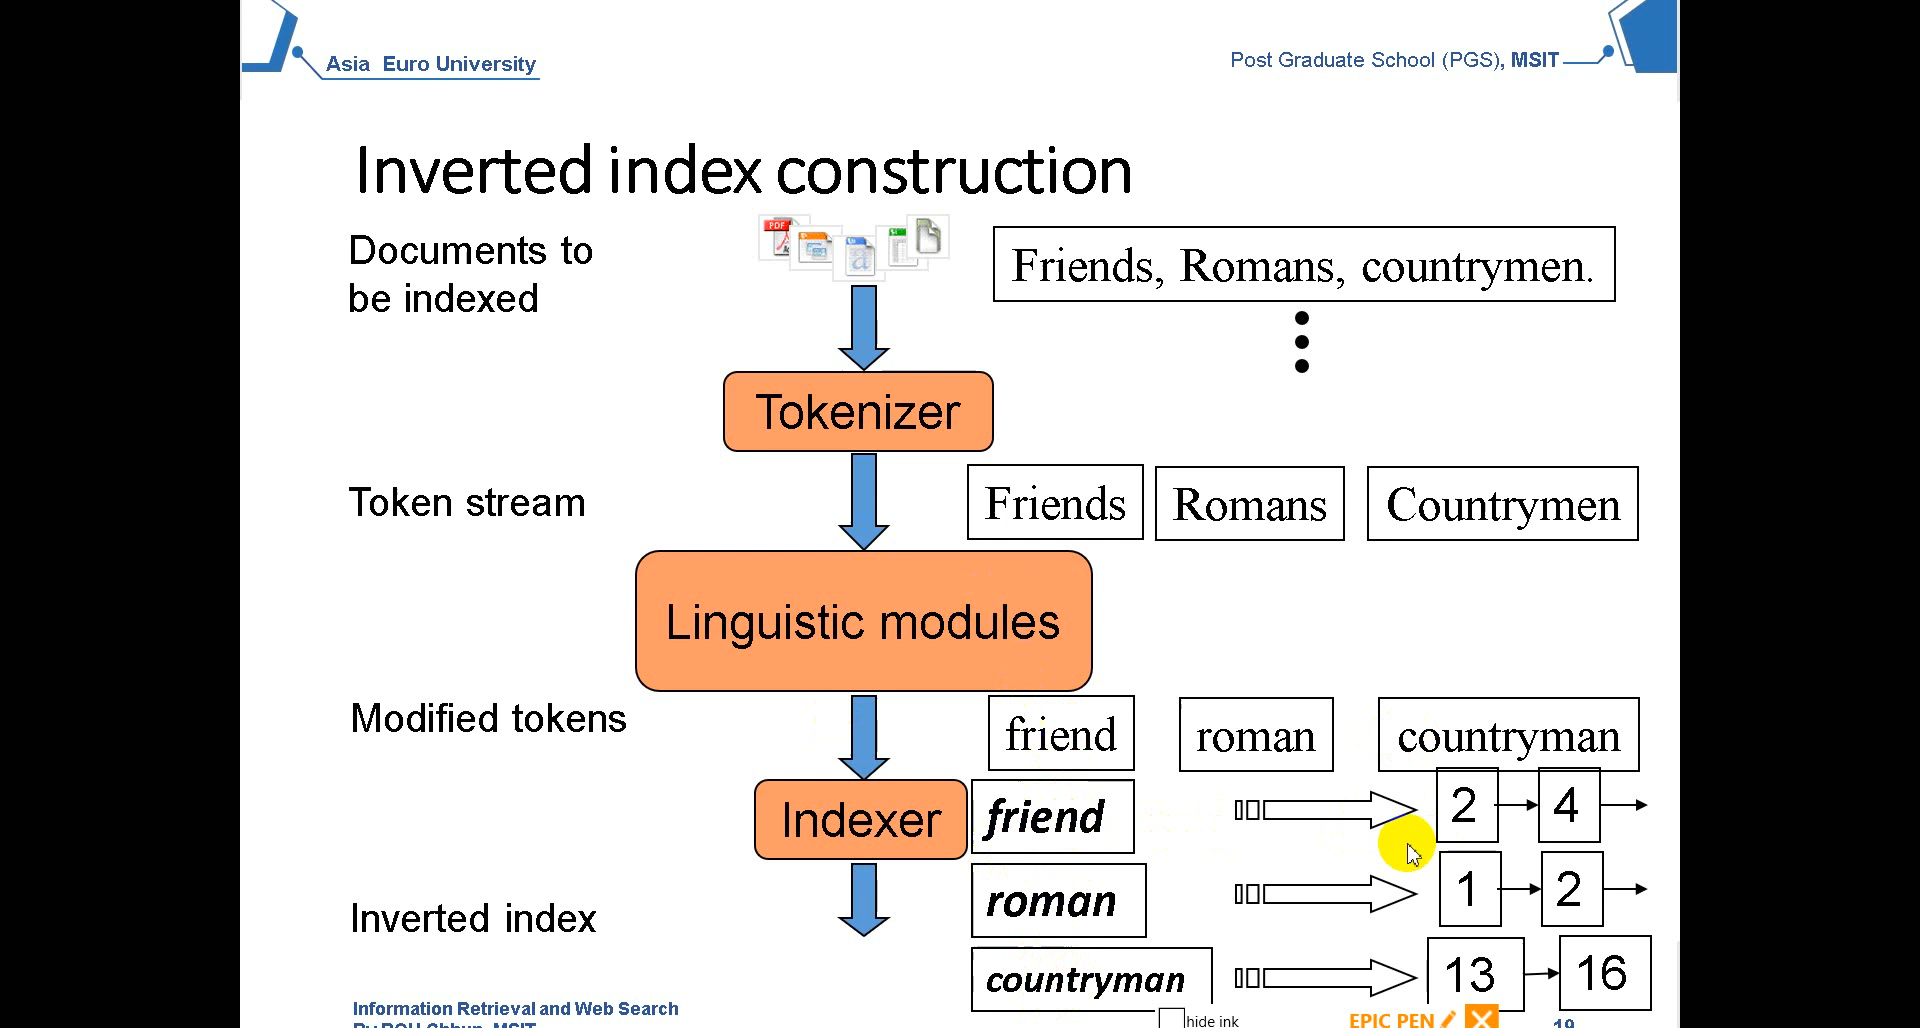 Asia Euro University
Post Graduate School (PGS), MSIT
Inverted index construction
Documents to
be indexed
PDF
Friends, Romans, countrymen.
Tokenizer
Token stream
Friends Romans Countrymen
Linguistic modules
Modified tokens
friend roman countryman
Indexer
friend 2 4
roman 1 2
Inverted index
countryman 13 16
Information Retrieval and Web Search
hide ink
EPIC PEN
19